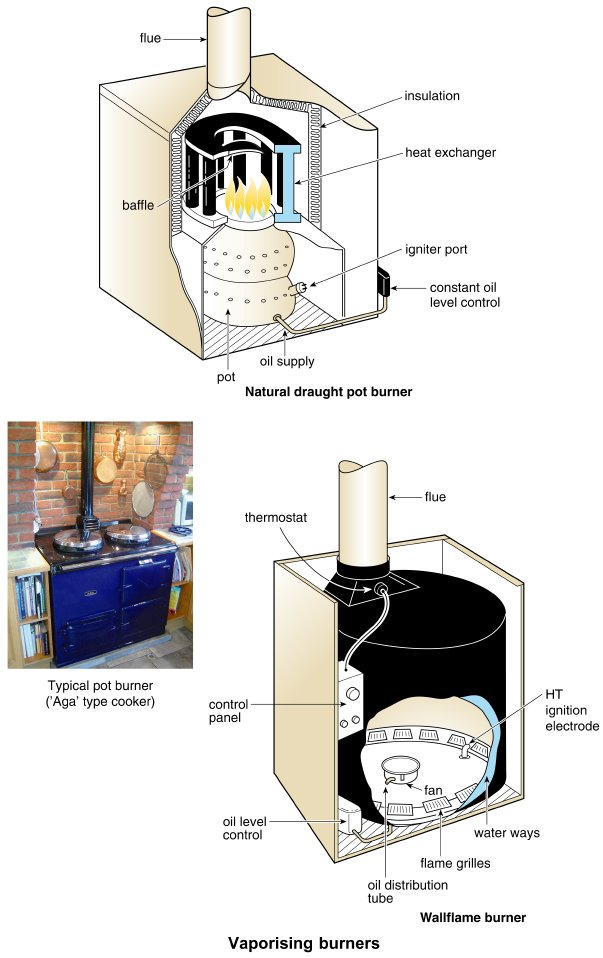 flue
insulation
heat exchanger
baffle
igniter port
constant oil
level control
oil supply
pot
Natural draught pot burner
flue
thermostat
Typical pot burner
('Aga' type cooker)
HT
ignition
electrode
control
panel
fan
oil level
control
water ways
flame grilles
oil distribution
tube
Wallflame burner
Vaporising burners